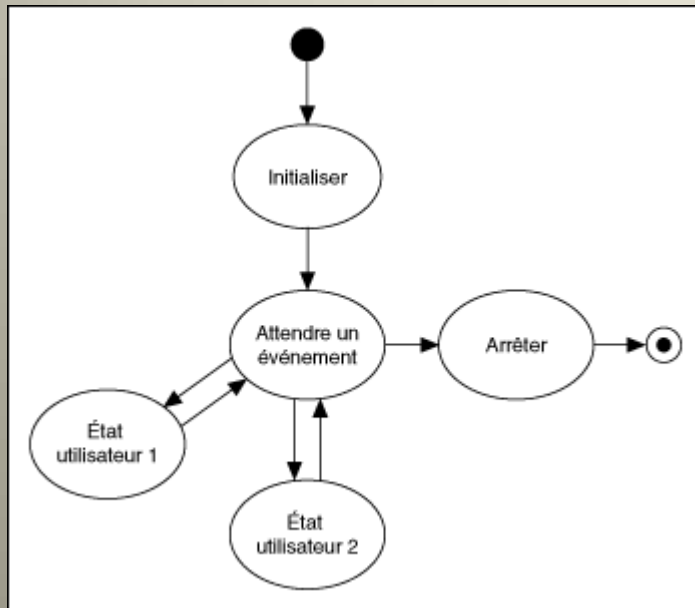 Initialiser
Attendre un
événement
Arrêter
État
utilisateur 1
État
utilisateur 2